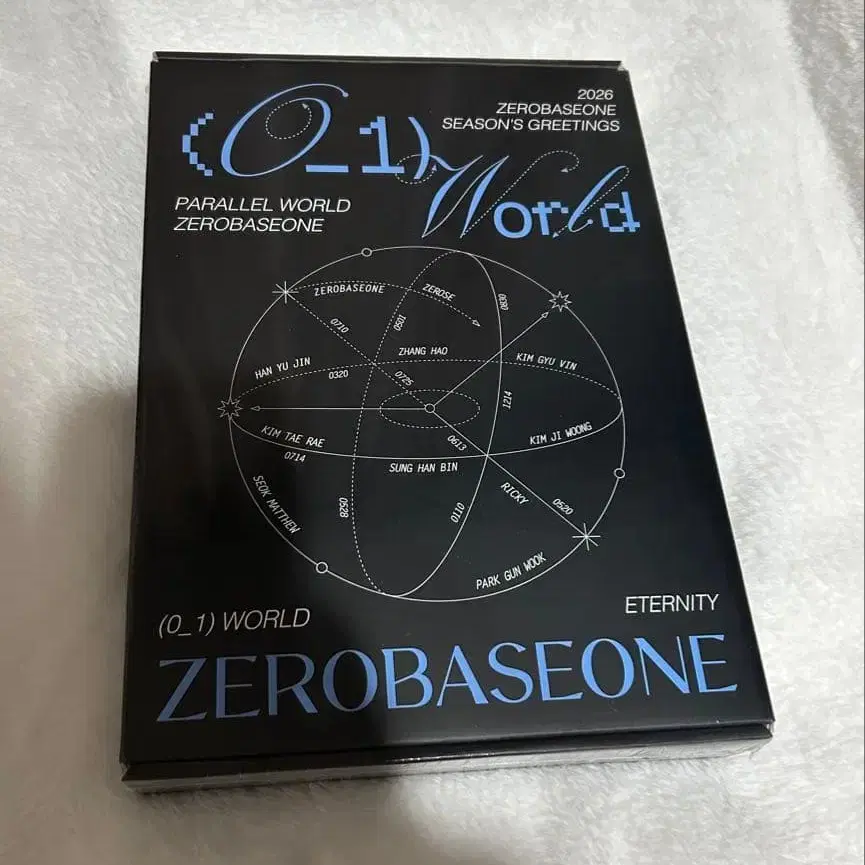 (0_1) World
2026
ZEROBASEONE
SEASON'S GREETINGS
PARALLEL WORLD
ZEROBASEONE
ZEROBASEONE
ZEROSE
0710
0501
0830
HAN YU JIN
0320
ZHANG HAO
0725
KIM GYU VIN
1214
KIM TAE RAE
0714
SUNG HAN BIN
0613
KIM JI WOONG
SEOK MATTHEW
0528
0110
RICKY
0520
PARK GUN WOOK
(0_1) WORLD
ETERNITY
ZEROBASEONE